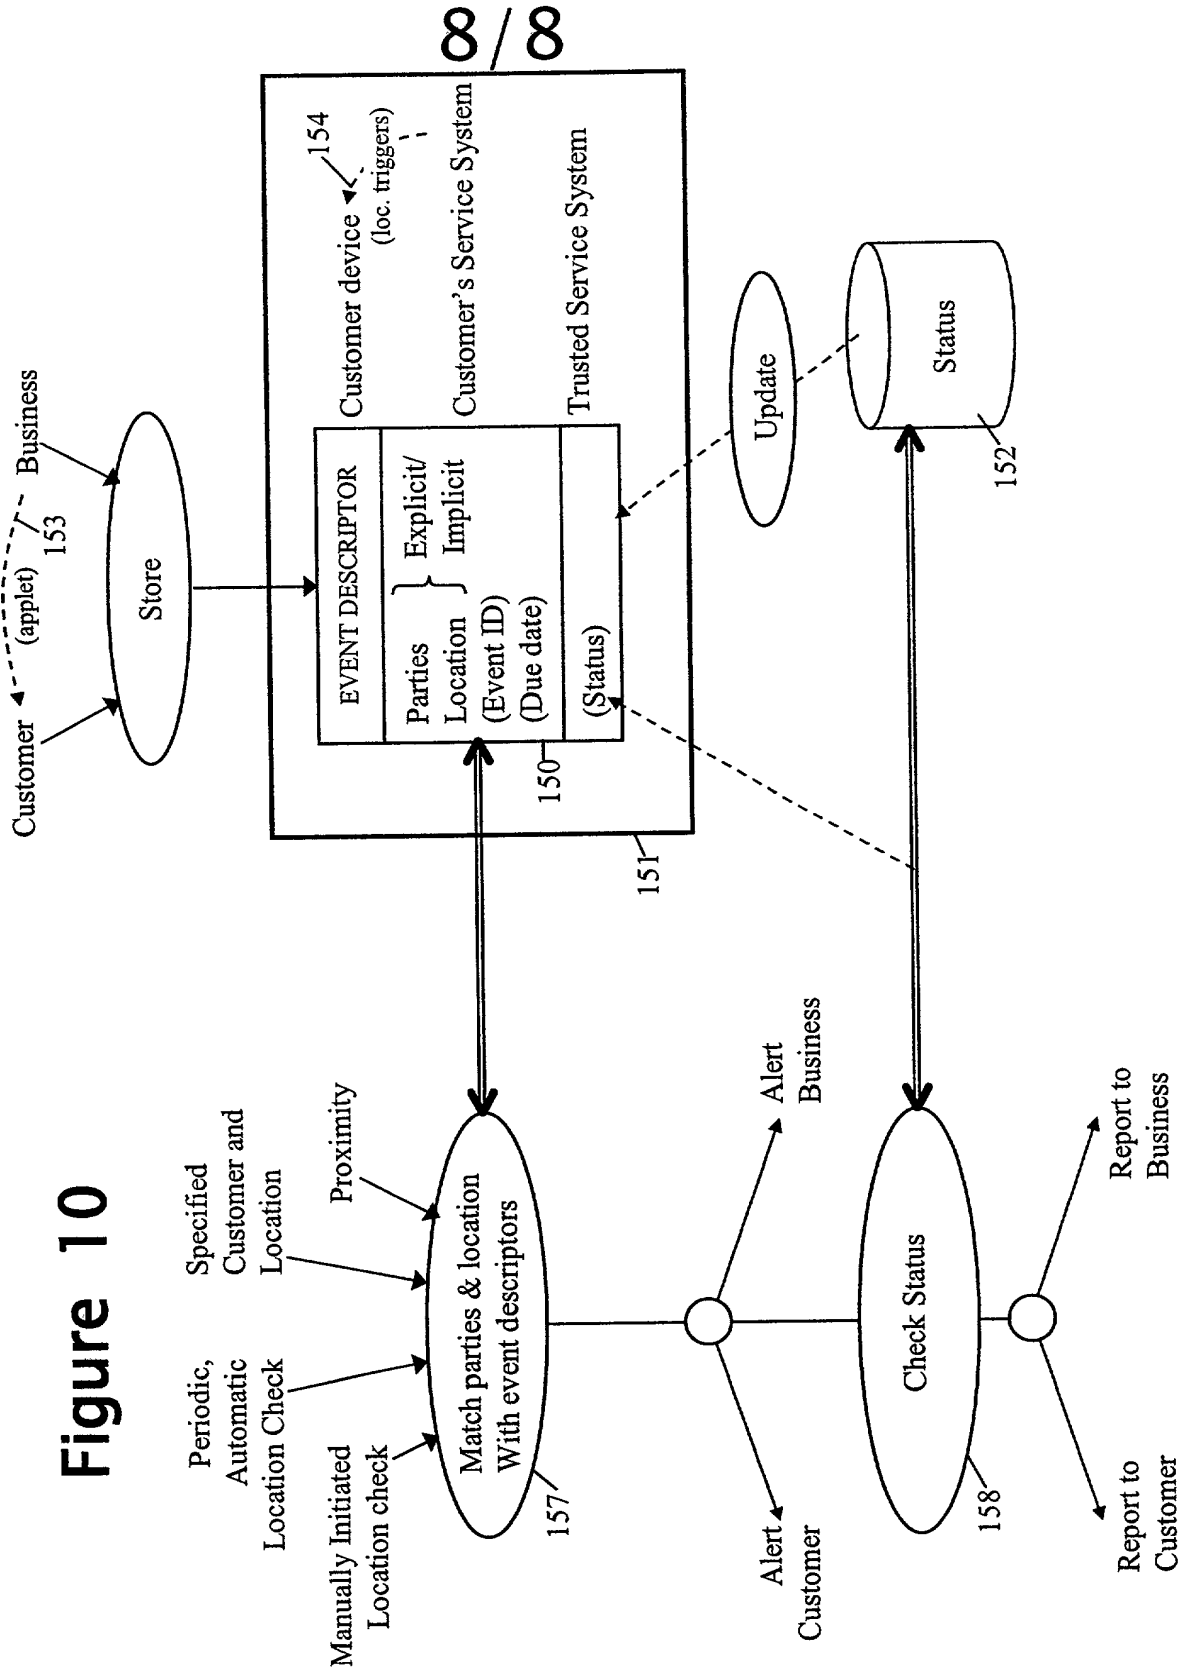 8/8
Figure 10
Customer
(applet)
153
Business
Store
Manually Initiated
Location check
Periodic,
Automatic
Location Check
Specified
Customer and
Location
Proximity
Match parties & location
With event descriptors
157
EVENT DESCRIPTOR
Parties
Location
(Event ID)
(Due date)
Explicit/
Implicit
(Status)
150
151
Customer device
(loc. triggers)
154
Customer's Service System
Trusted Service System
Alert
Customer
Alert
Business
Update
Check Status
158
Status
152
Report to
Customer
Report to
Business